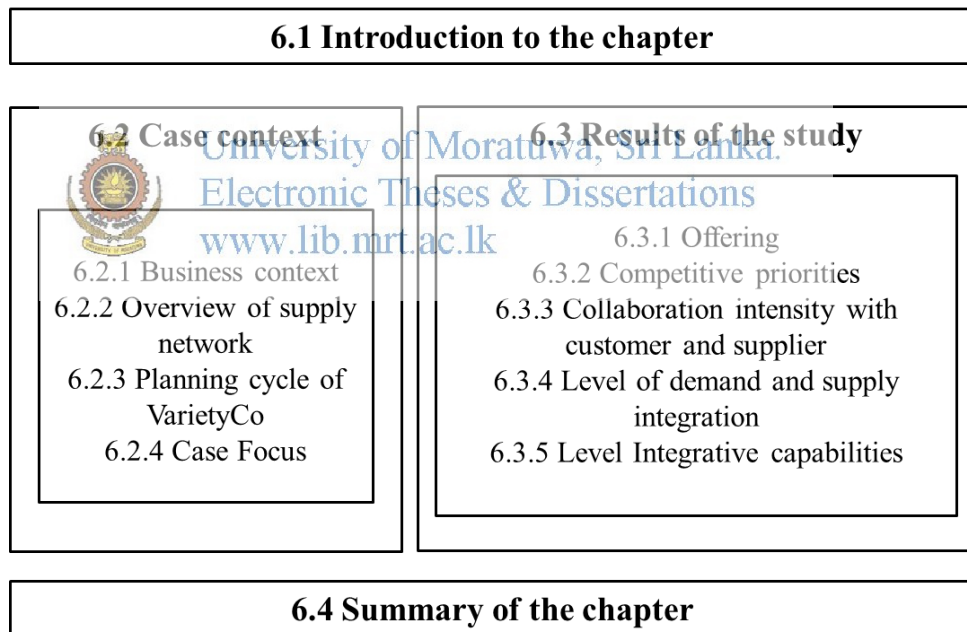 6.1 Introduction to the chapter
6.2 Case context
6.2.1 Business context
6.2.2 Overview of supply
network
6.2.3 Planning cycle of
VarietyCo
6.2.4 Case Focus
6.3 Results of the study
6.3.1 Offering
6.3.2 Competitive priorities
6.3.3 Collaboration intensity with
customer and supplier
6.3.4 Level of demand and supply
integration
6.3.5 Level Integrative capabilities
University of Moratuwa, Sri Lanka.
Electronic Theses & Dissertations
www.lib.mrt.ac.lk
6.4 Summary of the chapter